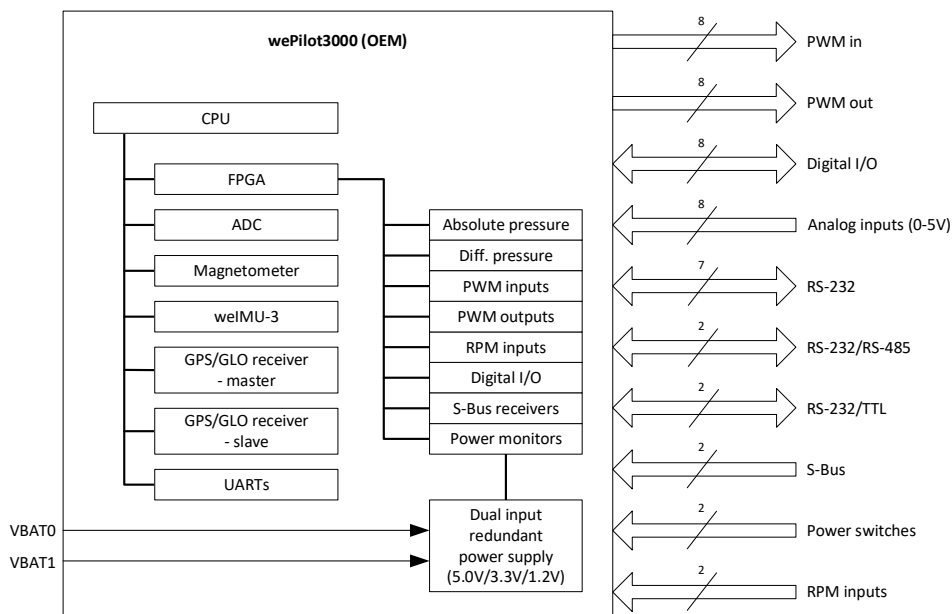 wePilot3000 (OEM)
CPU
FPGA
ADC
Magnetometer
weIMU-3
GPS/GLO receiver
- master
GPS/GLO receiver
- slave
UARTs
Absolute pressure
Diff. pressure
PWM inputs
PWM outputs
RPM inputs
Digital I/O
S-Bus receivers
Power monitors
Dual input
redundant
power supply
(5.0V/3.3V/1.2V)
VBAT0
VBAT1
8
PWM in
8
PWM out
8
Digital I/O
8
Analog inputs (0-5V)
7
RS-232
2
RS-232/RS-485
2
RS-232/TTL
2
S-Bus
2
Power switches
2
RPM inputs